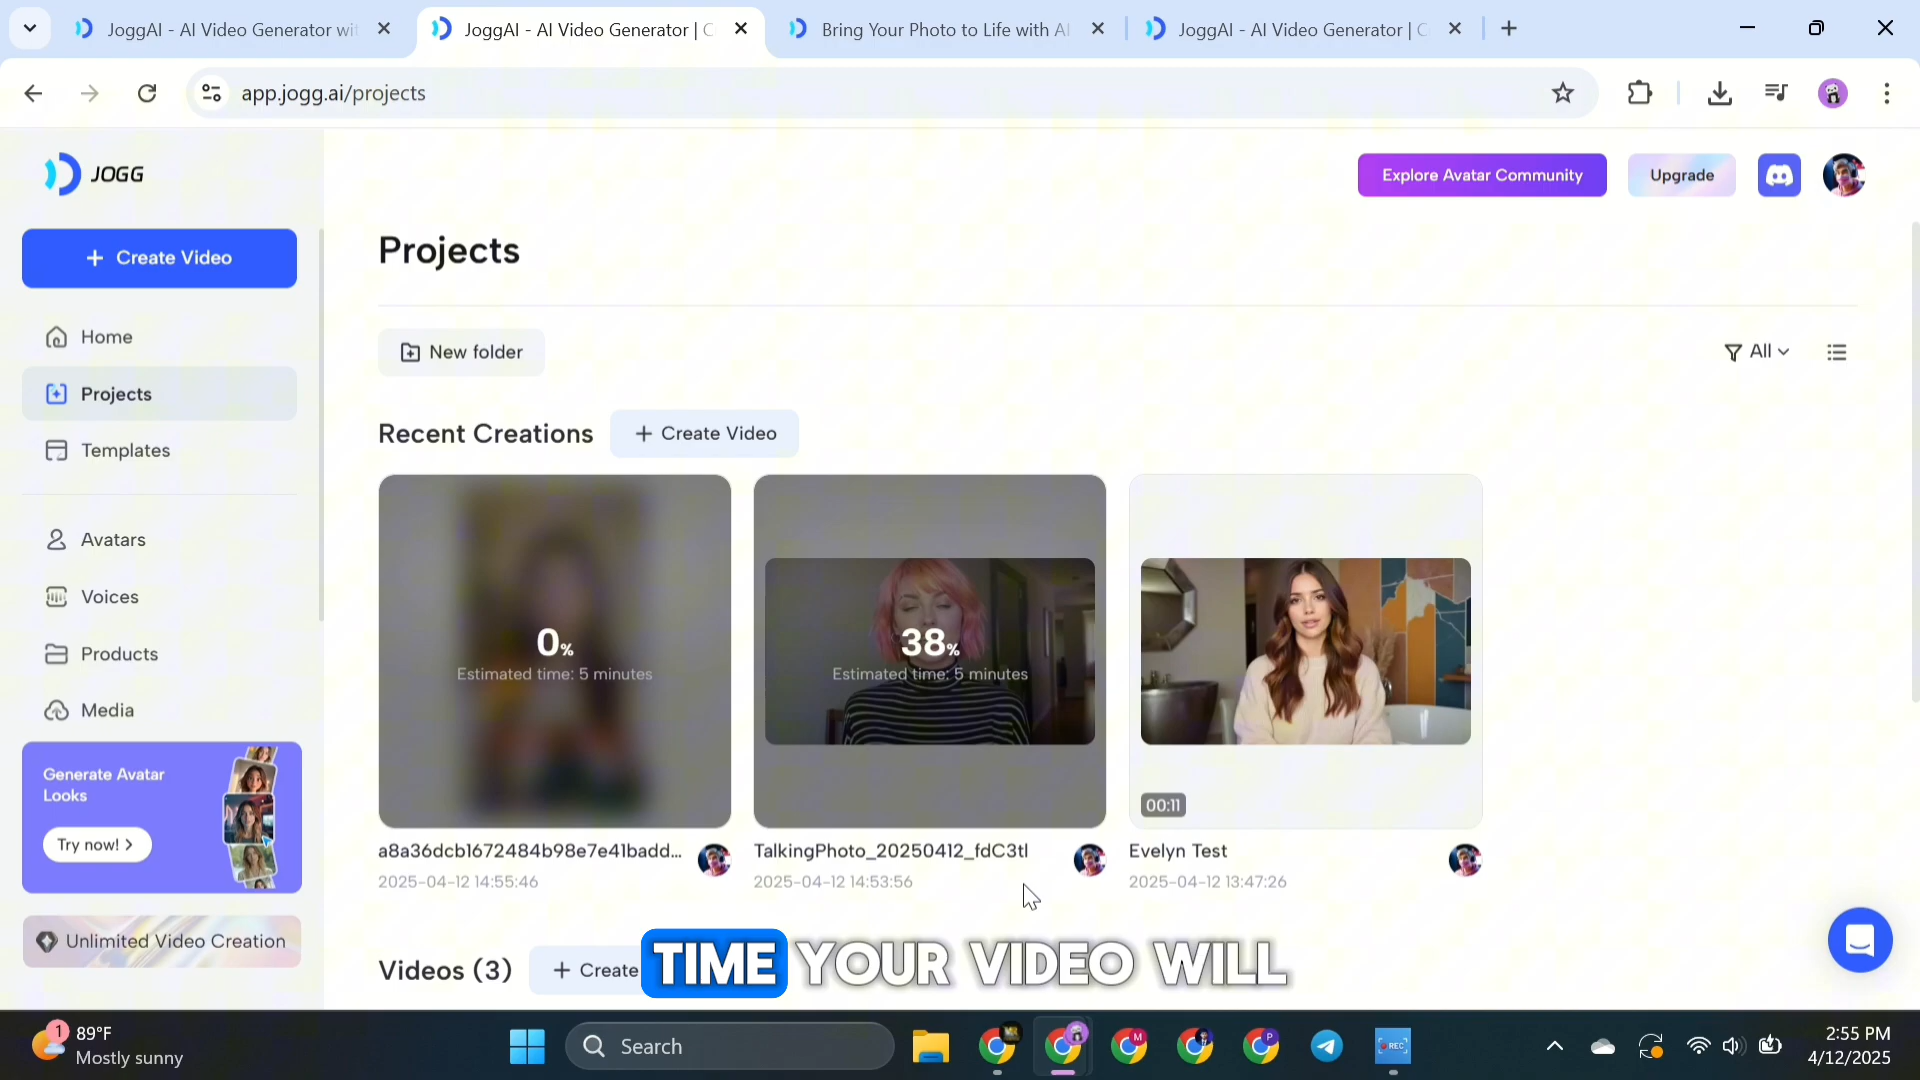 JoggAI - AI Video Generator wit
JoggAI - AI Video Generator | C
Bring Your Photo to Life with AI
JoggAI - AI Video Generator | C
app.jogg.ai/projects
JOGG
Explore Avatar Community
Upgrade
+ Create Video
Projects
Home
New folder
All
Projects
Recent Creations
+ Create Video
Templates
Avatars
Voices
Products
Media
0%
Estimated time: 5 minutes
38%
Estimated time: 5 minutes
00:11
Generate Avatar
Looks
Try now! >
a8a36dcb1672484b98e7e41badd...
2025-04-12 14:55:46
TalkingPhoto_20250412_fdC3tl
2025-04-12 14:53:56
Evelyn Test
2025-04-12 13:47:26
Unlimited Video Creation
Videos (3)
+ Create
TIME YOUR VIDEO WILL
1
89°F
Mostly sunny
Search
M
P
REC
2:55 PM
4/12/2025